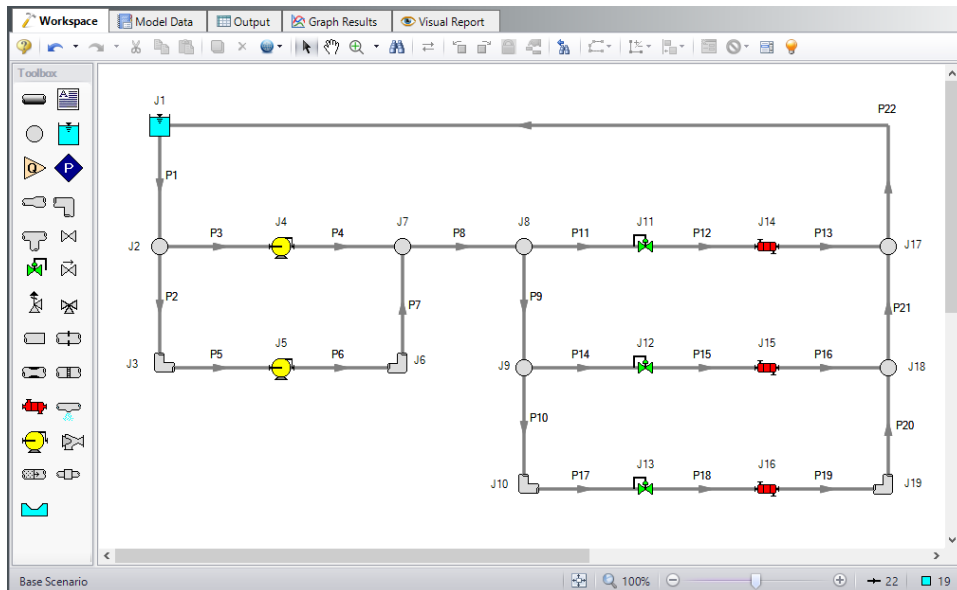 Workspace Model Data Output Graph Results Visual Report
Toolbox
J1
P22
P1
J4 J7 J8 J11 J14
P3 P4 P8 P11 P12 P13
J2 J17
P2 P7 P9 P21
J5 J12 J15
P5 P6 P14 P15 P16
J3 J6 J9 J18
P10 P20
J13 J16
P17 P18 P19
J10 J19
Base Scenario 100% 22 19